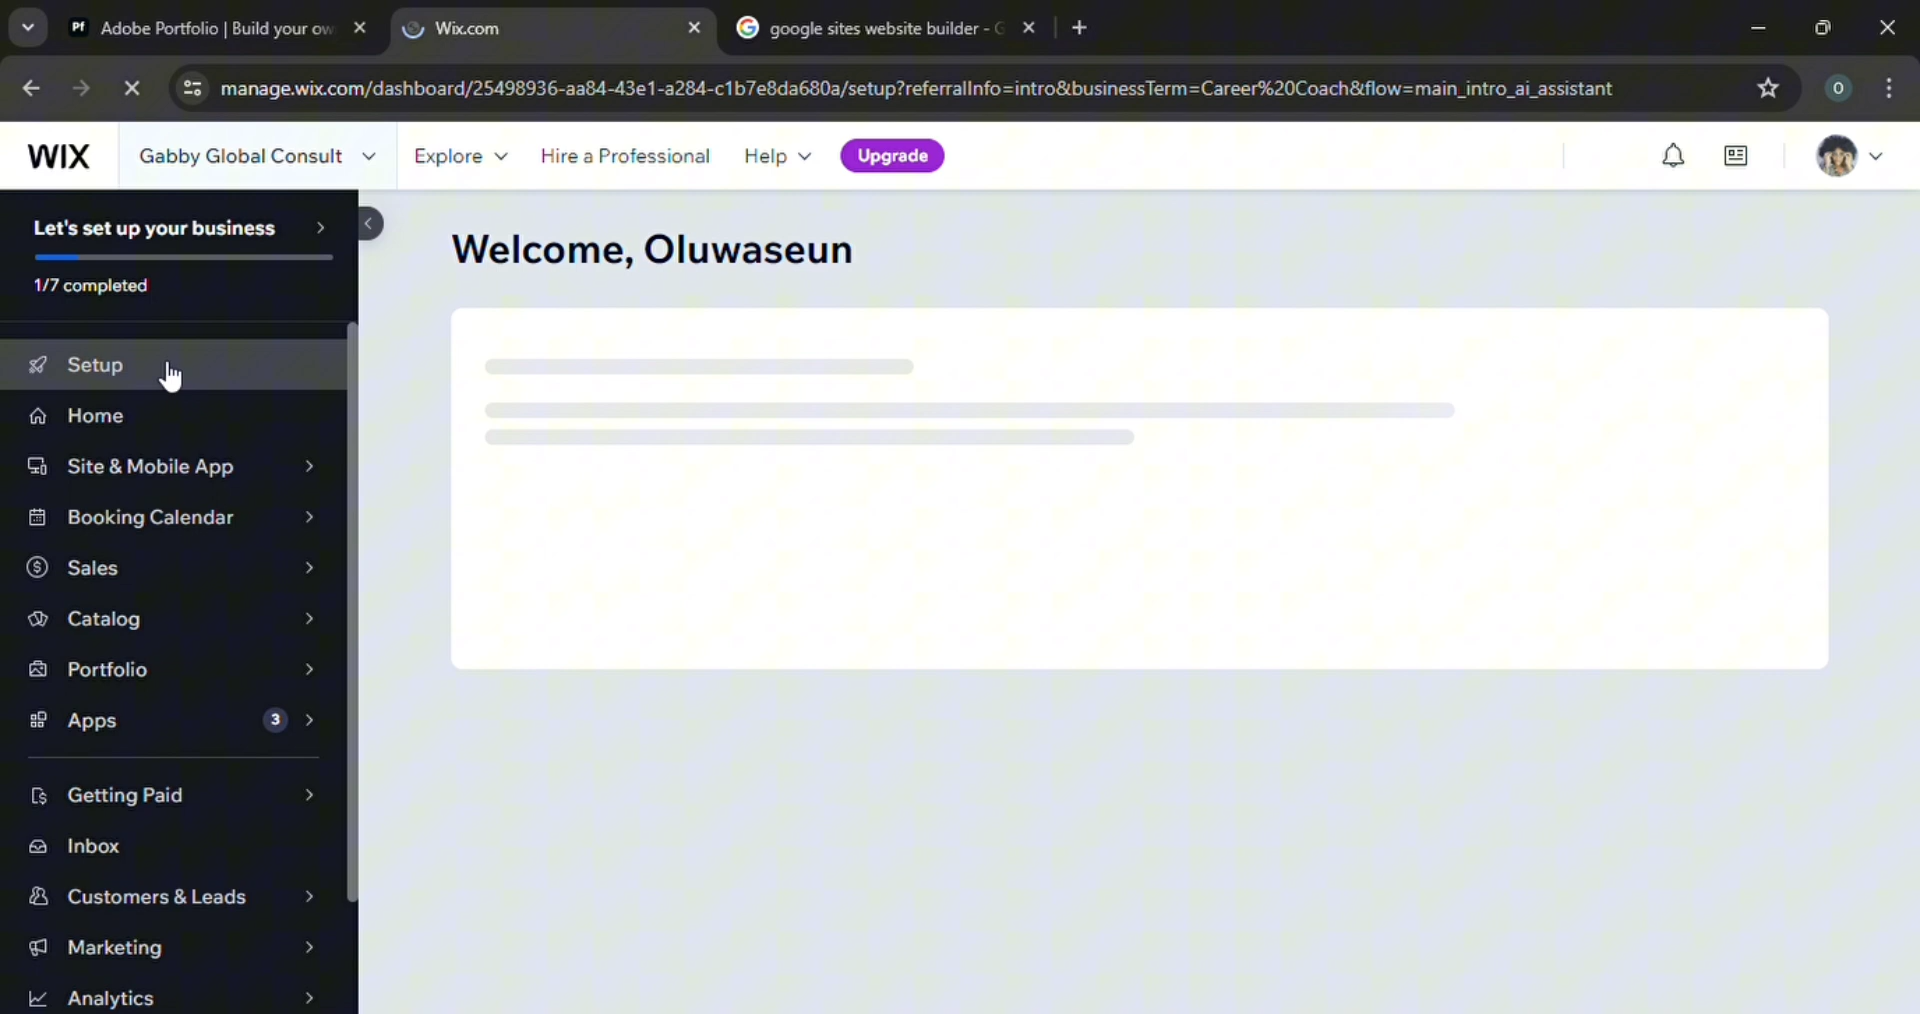 Pf Adobe Portfolio | Build your ow
Wix.com
google sites website builder - G
manage.wix.com/dashboard/25498936-aa84-43e1-a284-c1b7e8da680a/setup?referralInfo=intro&businessTerm=Career%20Coach&flow=main_intro_ai_assistant
O
WIX
Gabby Global Consult
Explore
Hire a Professional
Help
Upgrade
Let's set up your business
1/7 completed
Setup
Home
Site & Mobile App
Booking Calendar
Sales
Catalog
Portfolio
Apps 3
Getting Paid
Inbox
Customers & Leads
Marketing
Analytics
Welcome, Oluwaseun